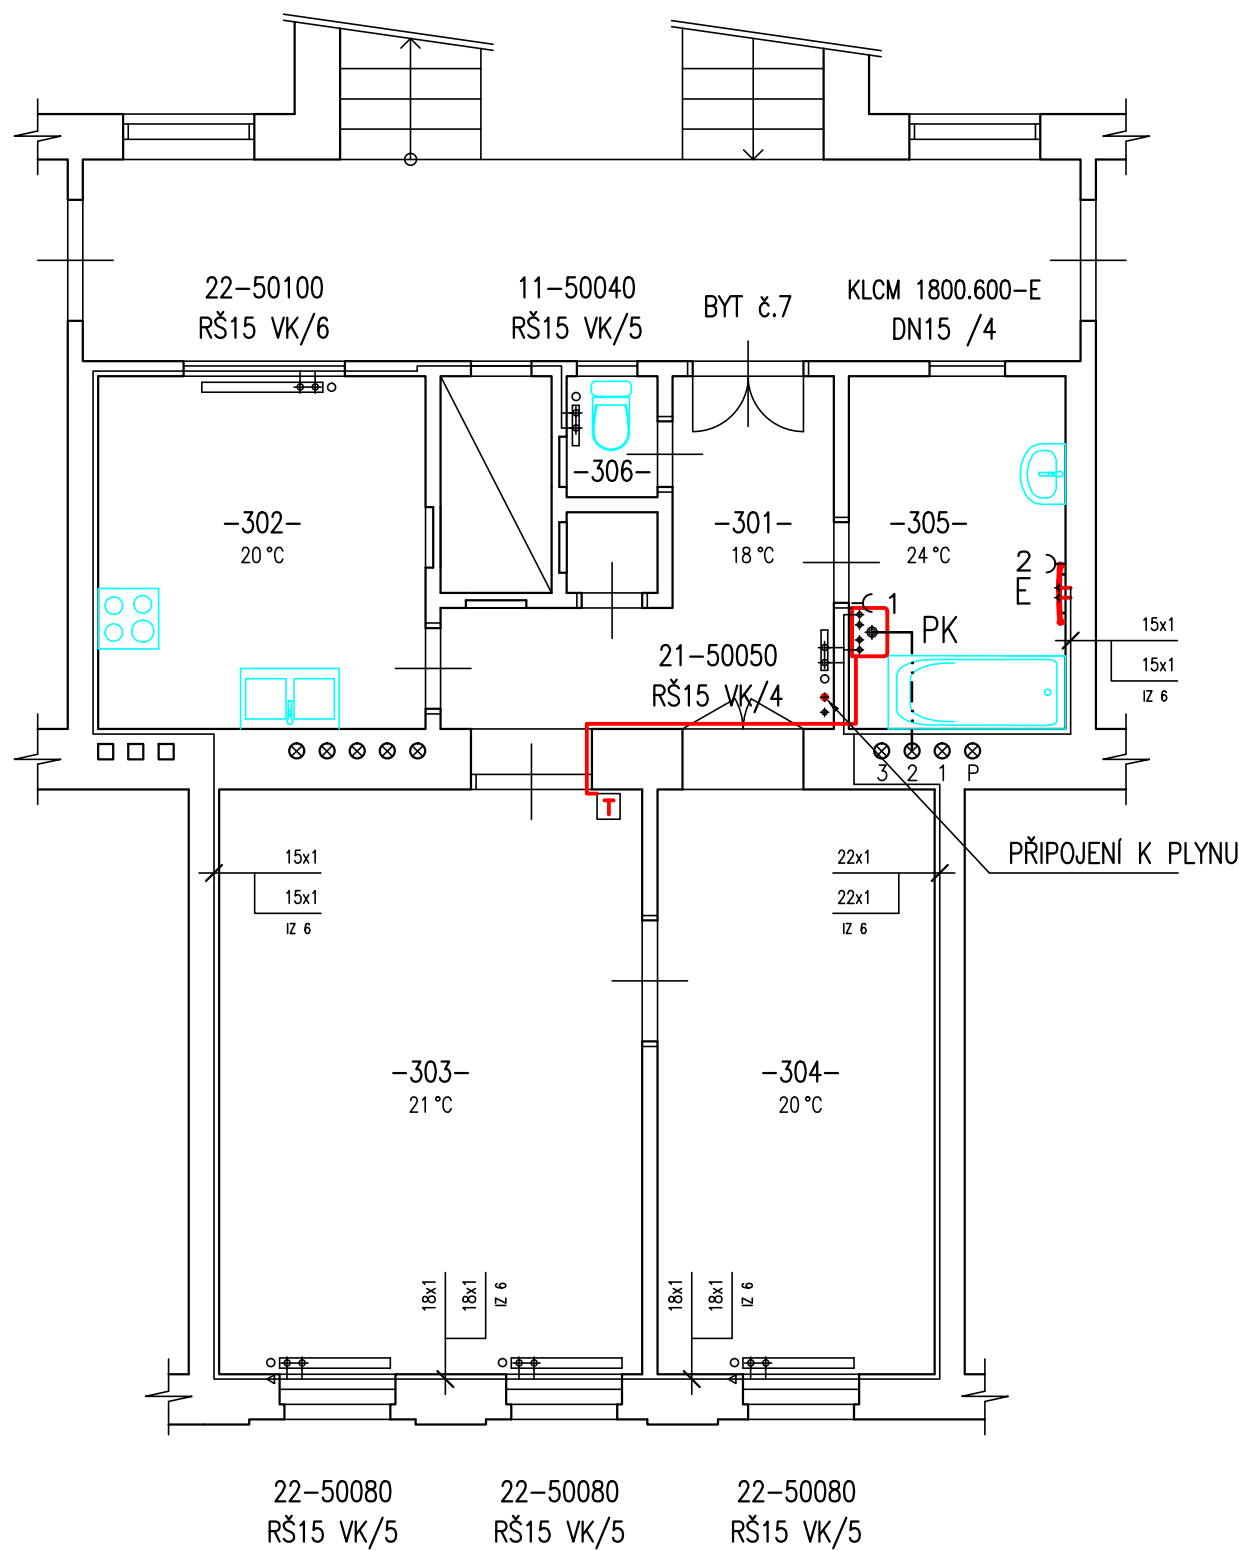 22-50100
RŠ15 VK/6
11-50040
RŠ15 VK/5
BYT č.7
KLCM 1800.600-E
DN15 /4
-306-
-302-
20°C
-301-
18°C
-305-
24°C
2
E
1
PK
15x1
15x1
IZ 6
21-50050
RŠ15 VK/4
3 2 1 P
T
PŘIPOJENÍ K PLYNU
15x1
15x1
IZ 6
22x1
22x1
IZ 6
-303-
21°C
-304-
20°C
18x1
18x1
IZ 6
18x1
18x1
IZ 6
22-50080
RŠ15 VK/5
22-50080
RŠ15 VK/5
22-50080
RŠ15 VK/5